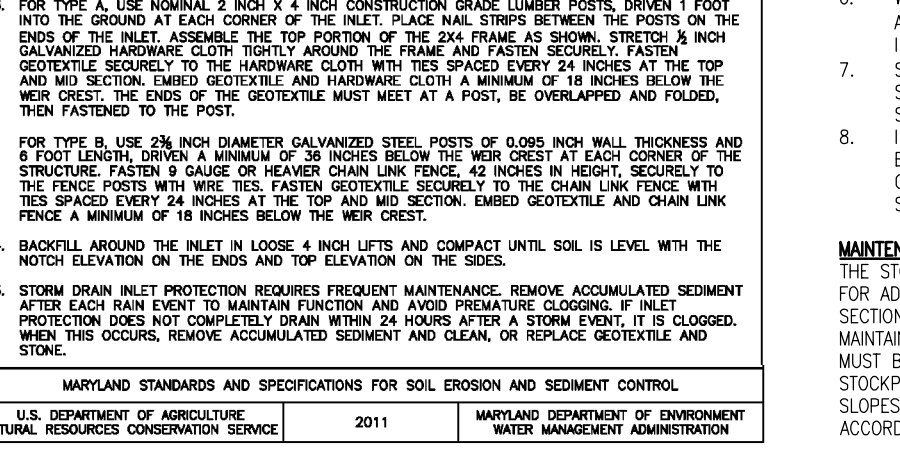 FOR TYPE A, USE NOMINAL 2 INCH X 4 INCH CONSTRUCTION GRADE LUMBER POSTS, DRIVEN 1 FOOT
INTO THE GROUND AT EACH CORNER OF THE INLET. PLACE NAIL STRIPS BETWEEN THE POSTS ON THE
ENDS OF THE INLET. ASSEMBLE THE TOP PORTION OF THE 2X4 FRAME AS SHOWN. STRETCH ½ INCH
GALVANIZED HARDWARE CLOTH TIGHTLY AROUND THE FRAME AND FASTEN SECURELY. FASTEN
GEOTEXTILE SECURELY TO THE HARDWARE CLOTH WITH TIES SPACED EVERY 24 INCHES AT THE TOP
AND MID SECTION. EMBED GEOTEXTILE AND HARDWARE CLOTH A MINIMUM OF 18 INCHES BELOW THE
WEIR CREST. THE ENDS OF THE GEOTEXTILE MUST MEET AT A POST, BE OVERLAPPED AND FOLDED,
THEN FASTENED TO THE POST.
FOR TYPE B, USE 2⅜ INCH DIAMETER GALVANIZED STEEL POSTS OF 0.095 INCH WALL THICKNESS AND
6 FOOT LENGTH, DRIVEN A MINIMUM OF 36 INCHES BELOW THE WEIR CREST AT EACH CORNER OF THE
STRUCTURE. FASTEN 9 GAUGE OR HEAVIER CHAIN LINK FENCE, 42 INCHES IN HEIGHT, SECURELY TO
THE FENCE POSTS WITH WIRE TIES. FASTEN GEOTEXTILE SECURELY TO THE CHAIN LINK FENCE WITH
TIES SPACED EVERY 24 INCHES AT THE TOP AND MID SECTION. EMBED GEOTEXTILE AND CHAIN LINK
FENCE A MINIMUM OF 18 INCHES BELOW THE WEIR CREST.
BACKFILL AROUND THE INLET IN LOOSE 4 INCH LIFTS AND COMPACT UNTIL SOIL IS LEVEL WITH THE
NOTCH ELEVATION ON THE ENDS AND TOP ELEVATION ON THE SIDES.
STORM DRAIN INLET PROTECTION REQUIRES FREQUENT MAINTENANCE. REMOVE ACCUMULATED SEDIMENT
AFTER EACH RAIN EVENT TO MAINTAIN FUNCTION AND AVOID PREMATURE CLOGGING. IF INLET
PROTECTION DOES NOT COMPLETELY DRAIN WITHIN 24 HOURS AFTER A STORM EVENT, IT IS CLOGGED.
WHEN THIS OCCURS, REMOVE ACCUMULATED SEDIMENT AND CLEAN, OR REPLACE GEOTEXTILE AND
STONE.
MARYLAND STANDARDS AND SPECIFICATIONS FOR SOIL EROSION AND SEDIMENT CONTROL
U.S. DEPARTMENT OF AGRICULTURE
TURAL RESOURCES CONSERVATION SERVICE
2011
MARYLAND DEPARTMENT OF ENVIRONMENT
WATER MANAGEMENT ADMINISTRATION
7.
8.
MAINTEN
THE STO
FOR AD
SECTION
MAINTAIN
MUST B
STOCKP
SLOPES
ACCORD